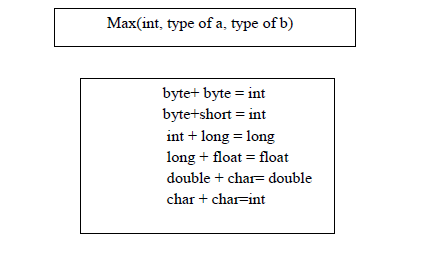 Max(int, type of a, type of b)
byte+ byte = int
byte+short = int
int + long = long
long + float = float
double + char= double
char + char=int